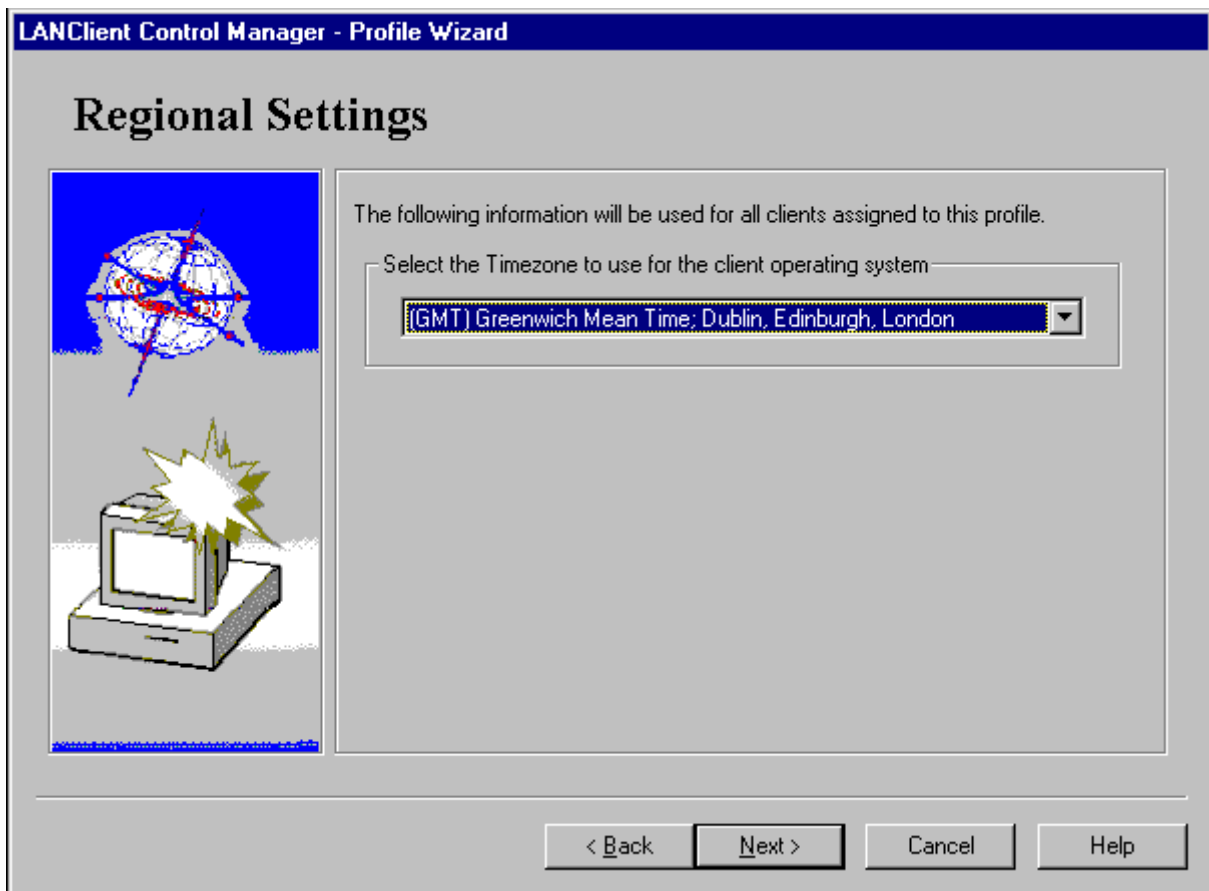 LANClient Control Manager - Profile Wizard
Regional Settings
The following information will be used for all clients assigned to this profile.
Select the Timezone to use for the client operating system
(GMT) Greenwich Mean Time; Dublin, Edinburgh, London
< Back
Next >
Cancel
Help